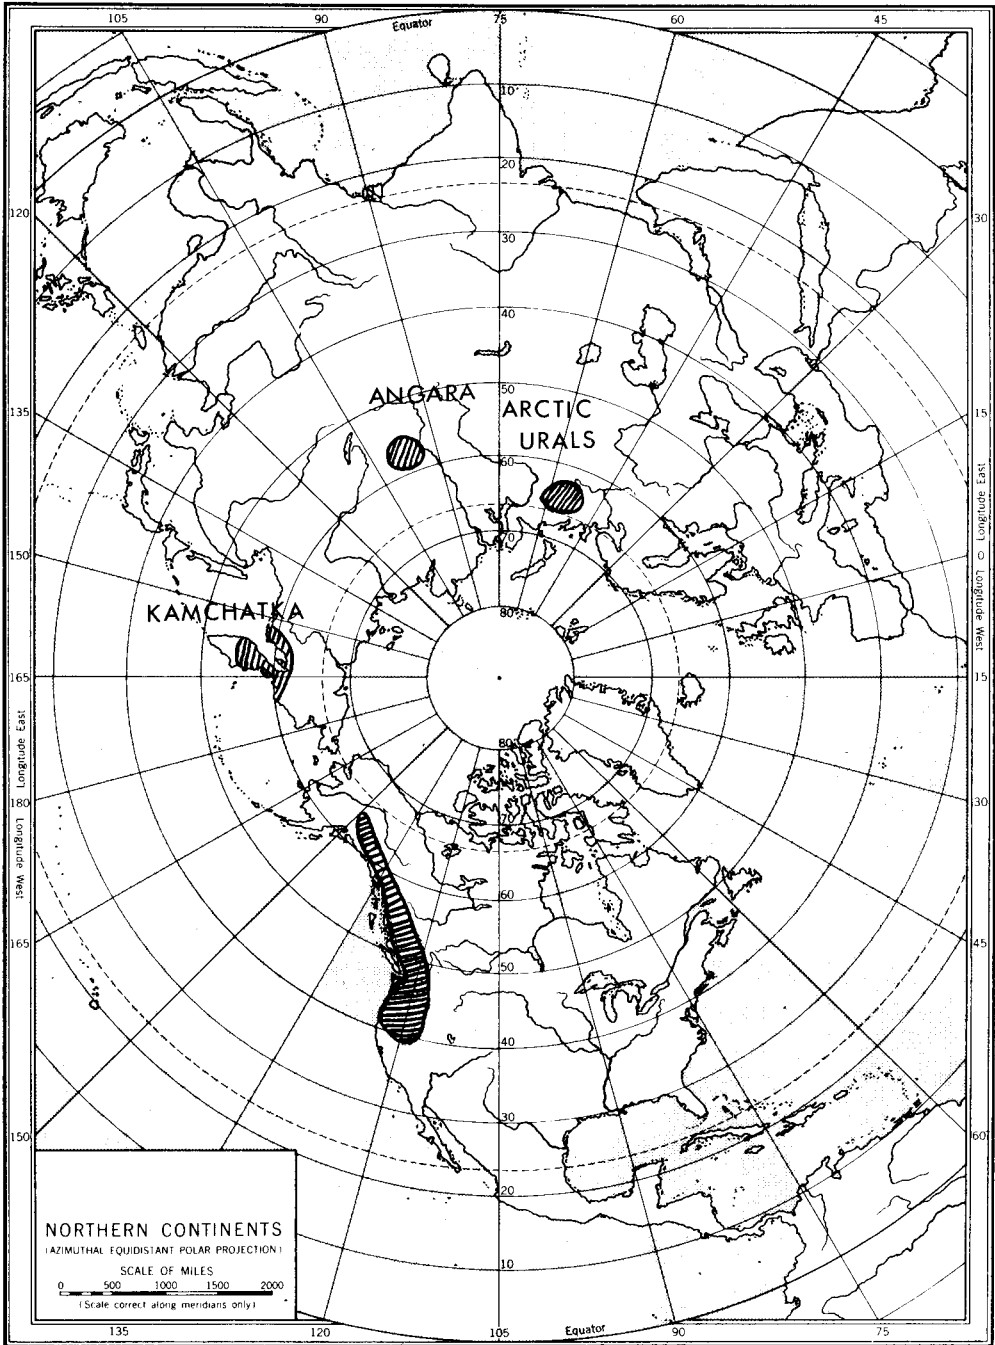 105
90
75
60
45
Equator
10
20
30
40
50
60
70
80
120
135
150
165
180
165
150
30
15
0
15
30
45
60
Longitude East
Longitude West
Longitude East
Longitude West
ANGARA
ARCTIC
URALS
KAMCHATKA
80
70
60
50
40
30
20
10
NORTHERN CONTINENTS
(AZIMUTHAL EQUIDISTANT POLAR PROJECTION)
SCALE OF MILES
0 500 1000 1500 2000
(Scale correct along meridians only)
135
120
105
Equator
90
75